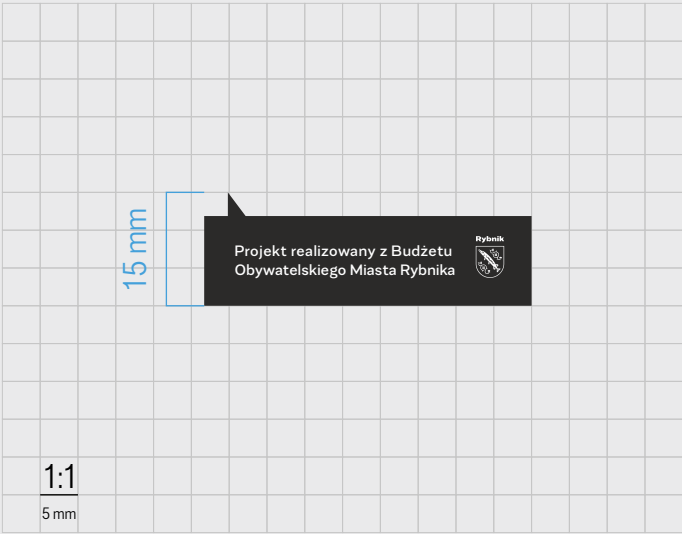 15 mm
Projekt realizowany z Budżetu
Obywatelskiego Miasta Rybnika
Rybnik
1:1
5 mm